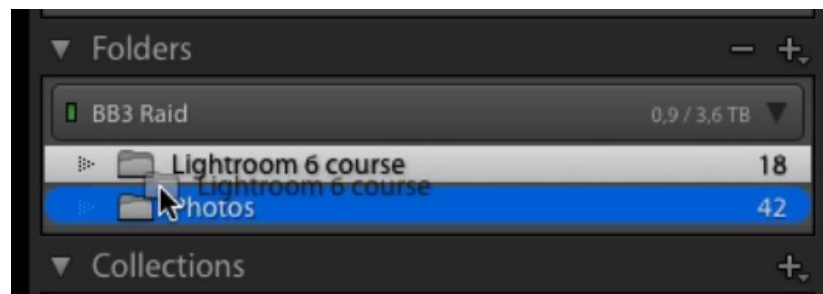 Folders
BB3 Raid 0,9 / 3,6 TB
Lightroom 6 course 18
Lightroom 6 course
Photos 42
Collections